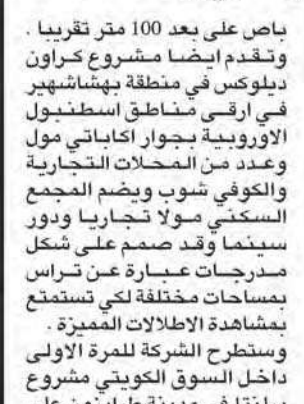 باص على بعد 100 متر تقريبا .
وتقدم ايضا مشروع كراون
ديلوكس في منطقة بهشاشهير
في ارقى مناطق اسطنبول
الاوروبية بجوار اكاباتي مول
وعدد من المحلات التجارية
والكوفي شوب ويضم المجمع
السكني مولا تجاريا ودور
سينما وقد صمم على شكل
مدرجات عبارة عن تراس
بمساحات مختلفة لكي تستمتع
بمشاهدة الاطلالات المميزة .
وستطرح الشركة للمرة الاولى
داخل السوق الكويتي مشروع